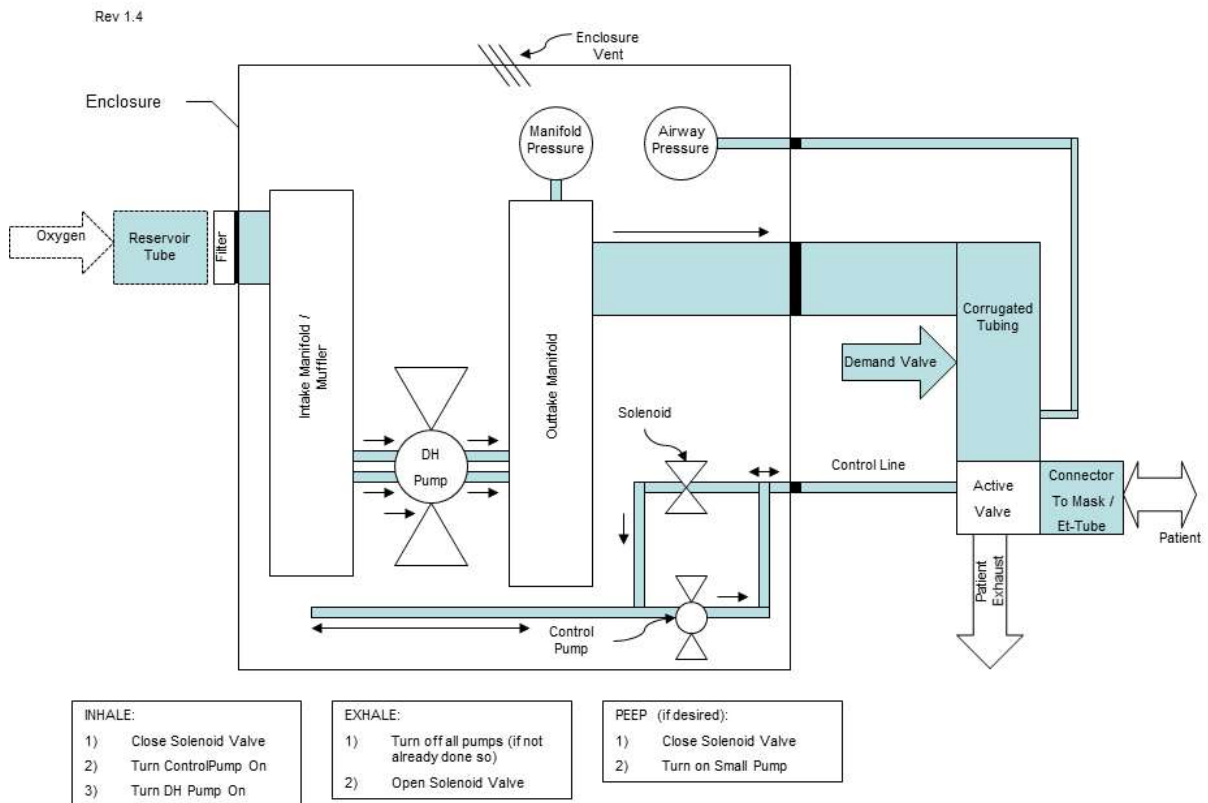 Rev 1.4
Enclosure
Vent
Enclosure
Manifold
Pressure
Airway
Pressure
Oxygen
Reservoir
Tube
Filter
Intake Manifold /
Muffler
Outtake Manifold
Corrugated
Tubing
Demand Valve
Solenoid
DH
Pump
Control Line
Active
Valve
Connector
To Mask /
Et-Tube
Patient
Patient
Exhaust
Control
Pump
INHALE:
1) Close Solenoid Valve
2) Turn ControlPump On
3) Turn DH Pump On
EXHALE:
1) Turn off all pumps (if not
already done so)
2) Open Solenoid Valve
PEEP (if desired):
1) Close Solenoid Valve
2) Turn on Small Pump